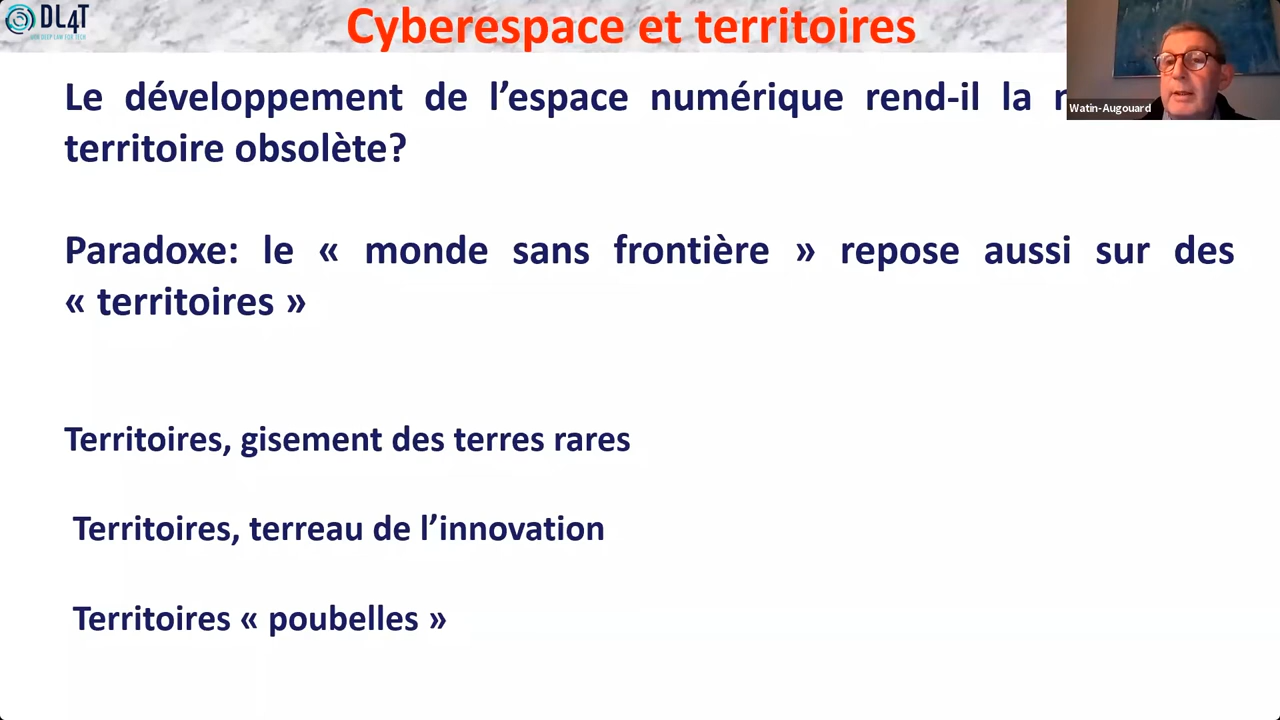 DL4T
Cyberespace et territoires
Watin-Augouard
Le développement de l’espace numérique rend-il la
territoire obsolète?
Paradoxe: le « monde sans frontière » repose aussi sur des
« territoires »
Territoires, gisement des terres rares
Territoires, terreau de l’innovation
Territoires « poubelles »